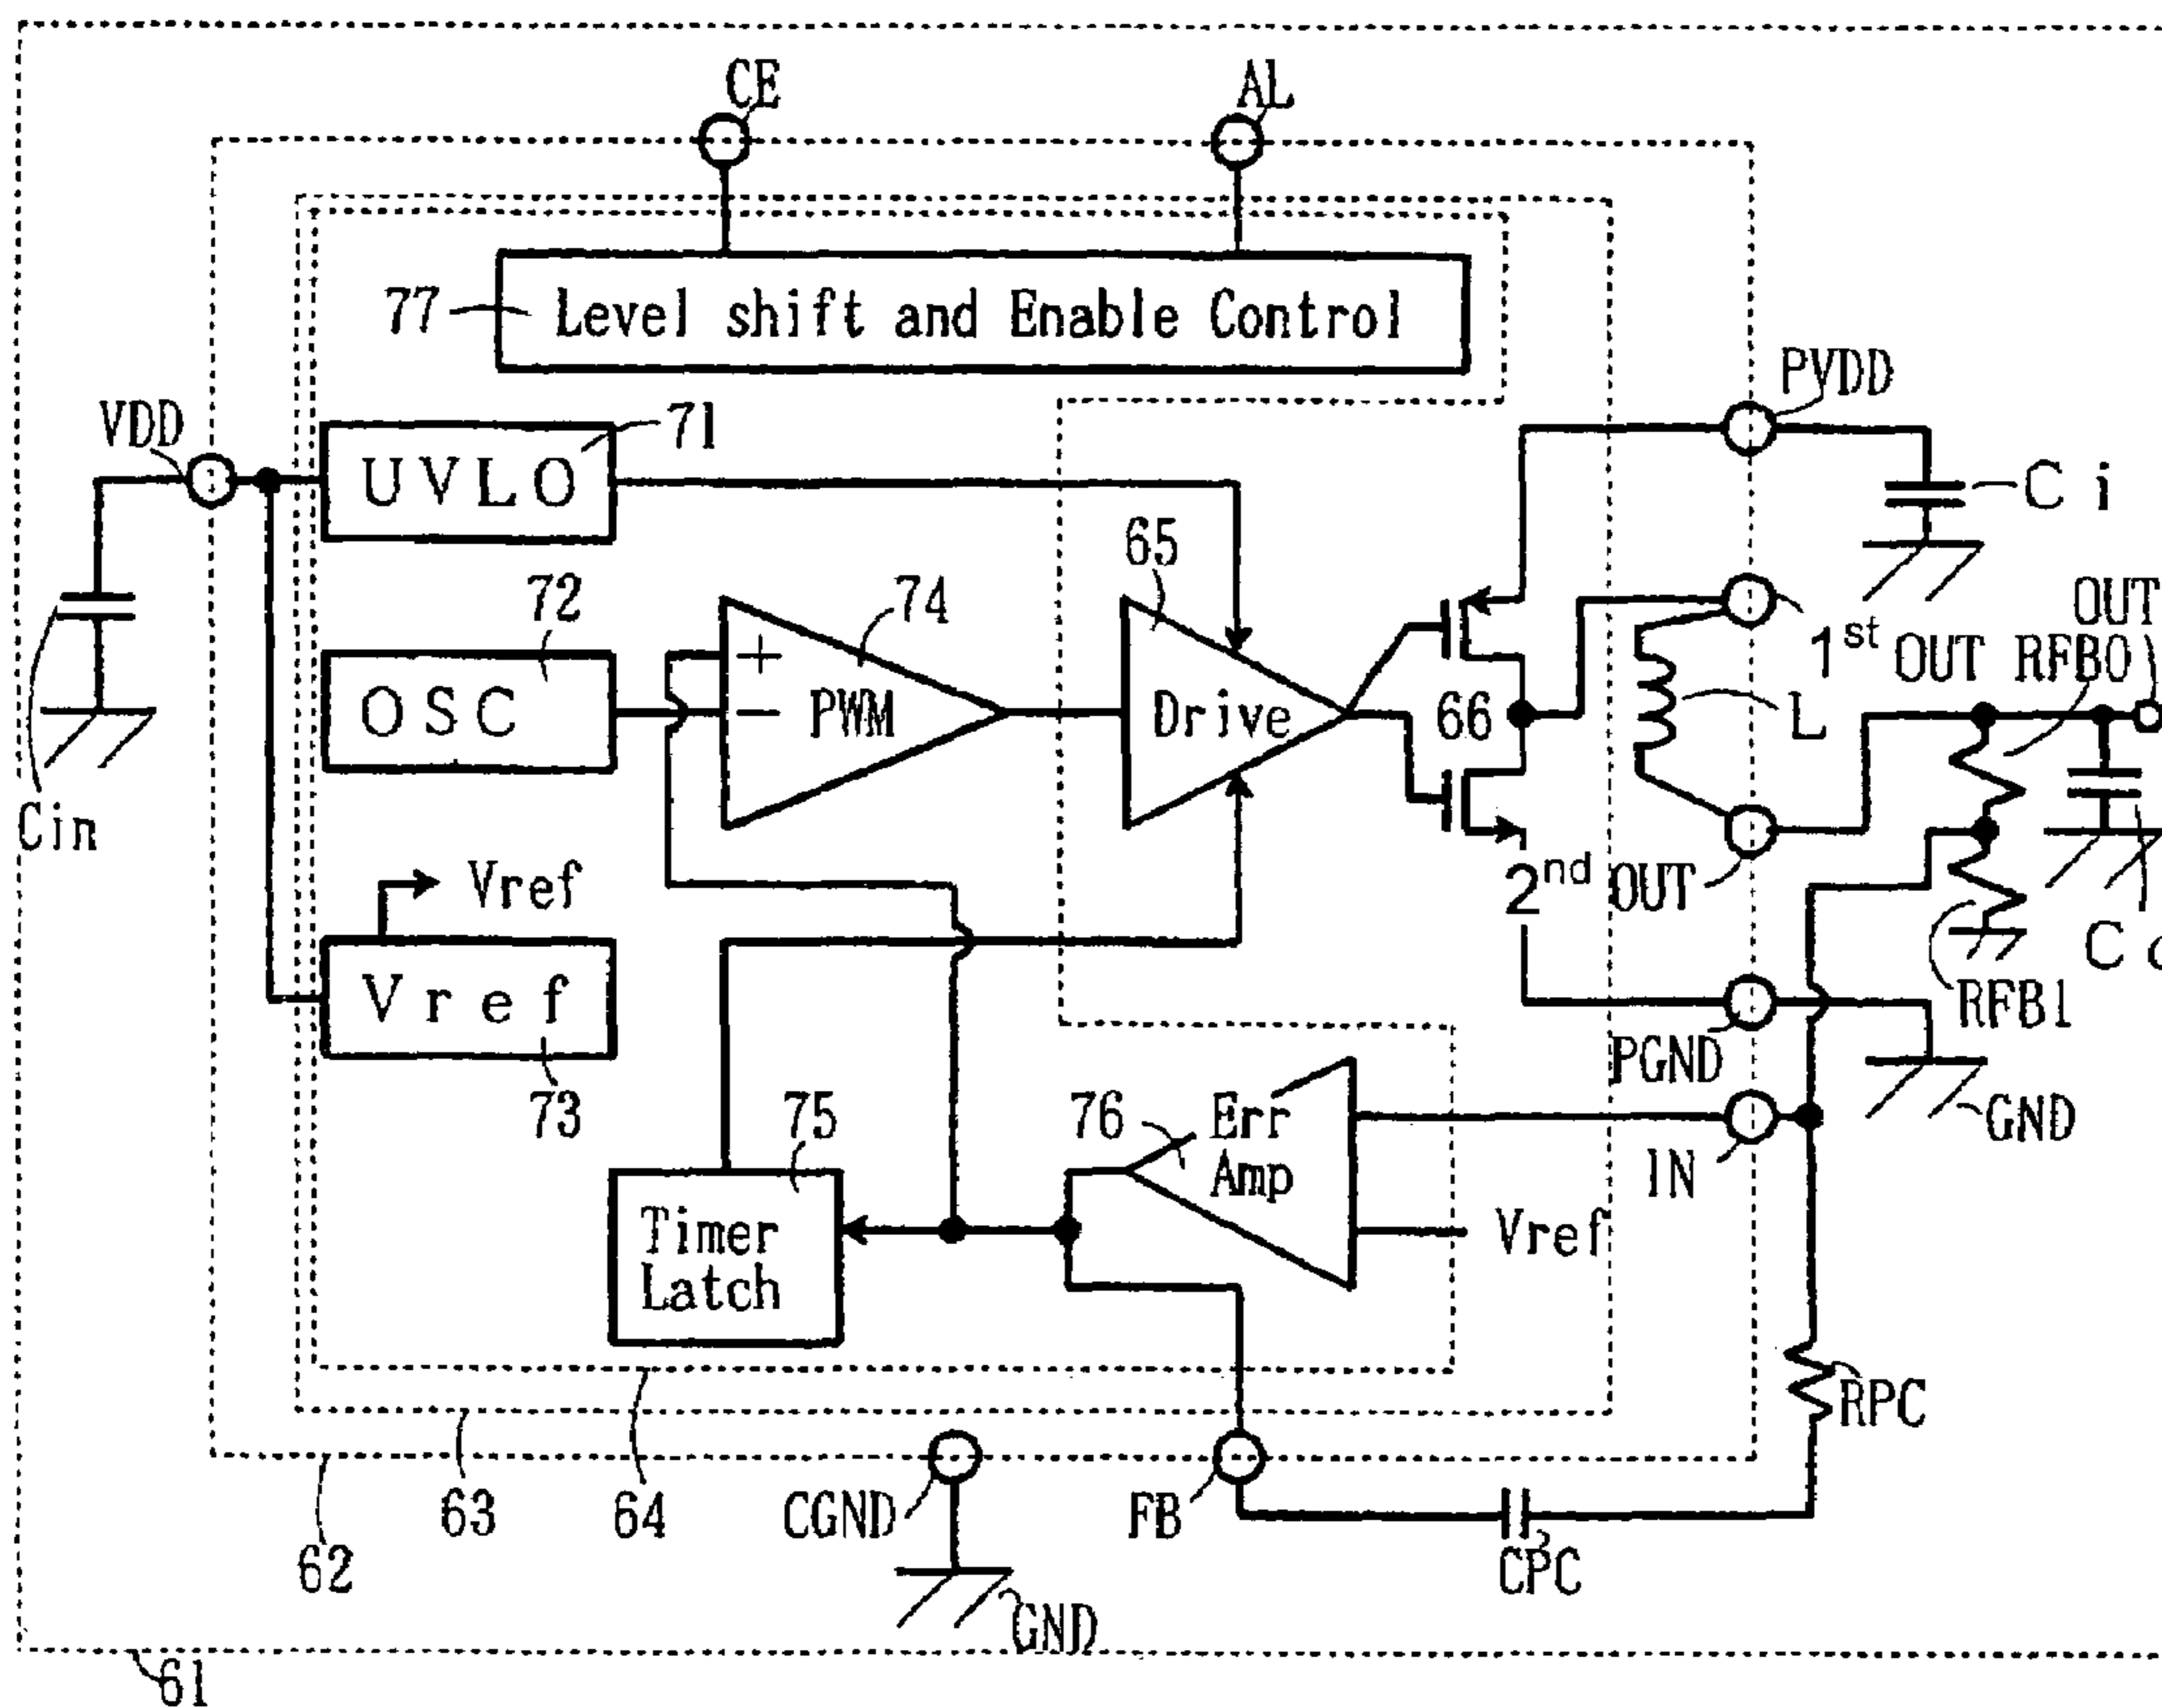 CE
AL
77
Level shift and Enable Control
PVDD
VDD
UVLO
71
Ci
65
72
74
OUT
1st OUT
RFB0
+
OSC
−
PWM
Drive
66
L
Cin
Vref
2nd OUT
Vref
RFB1
PGND
73
75
76
Err
Amp
GND
IN
Timer
Latch
Vref
RPC
63
64
CGND
FB
62
CPC
GND
61